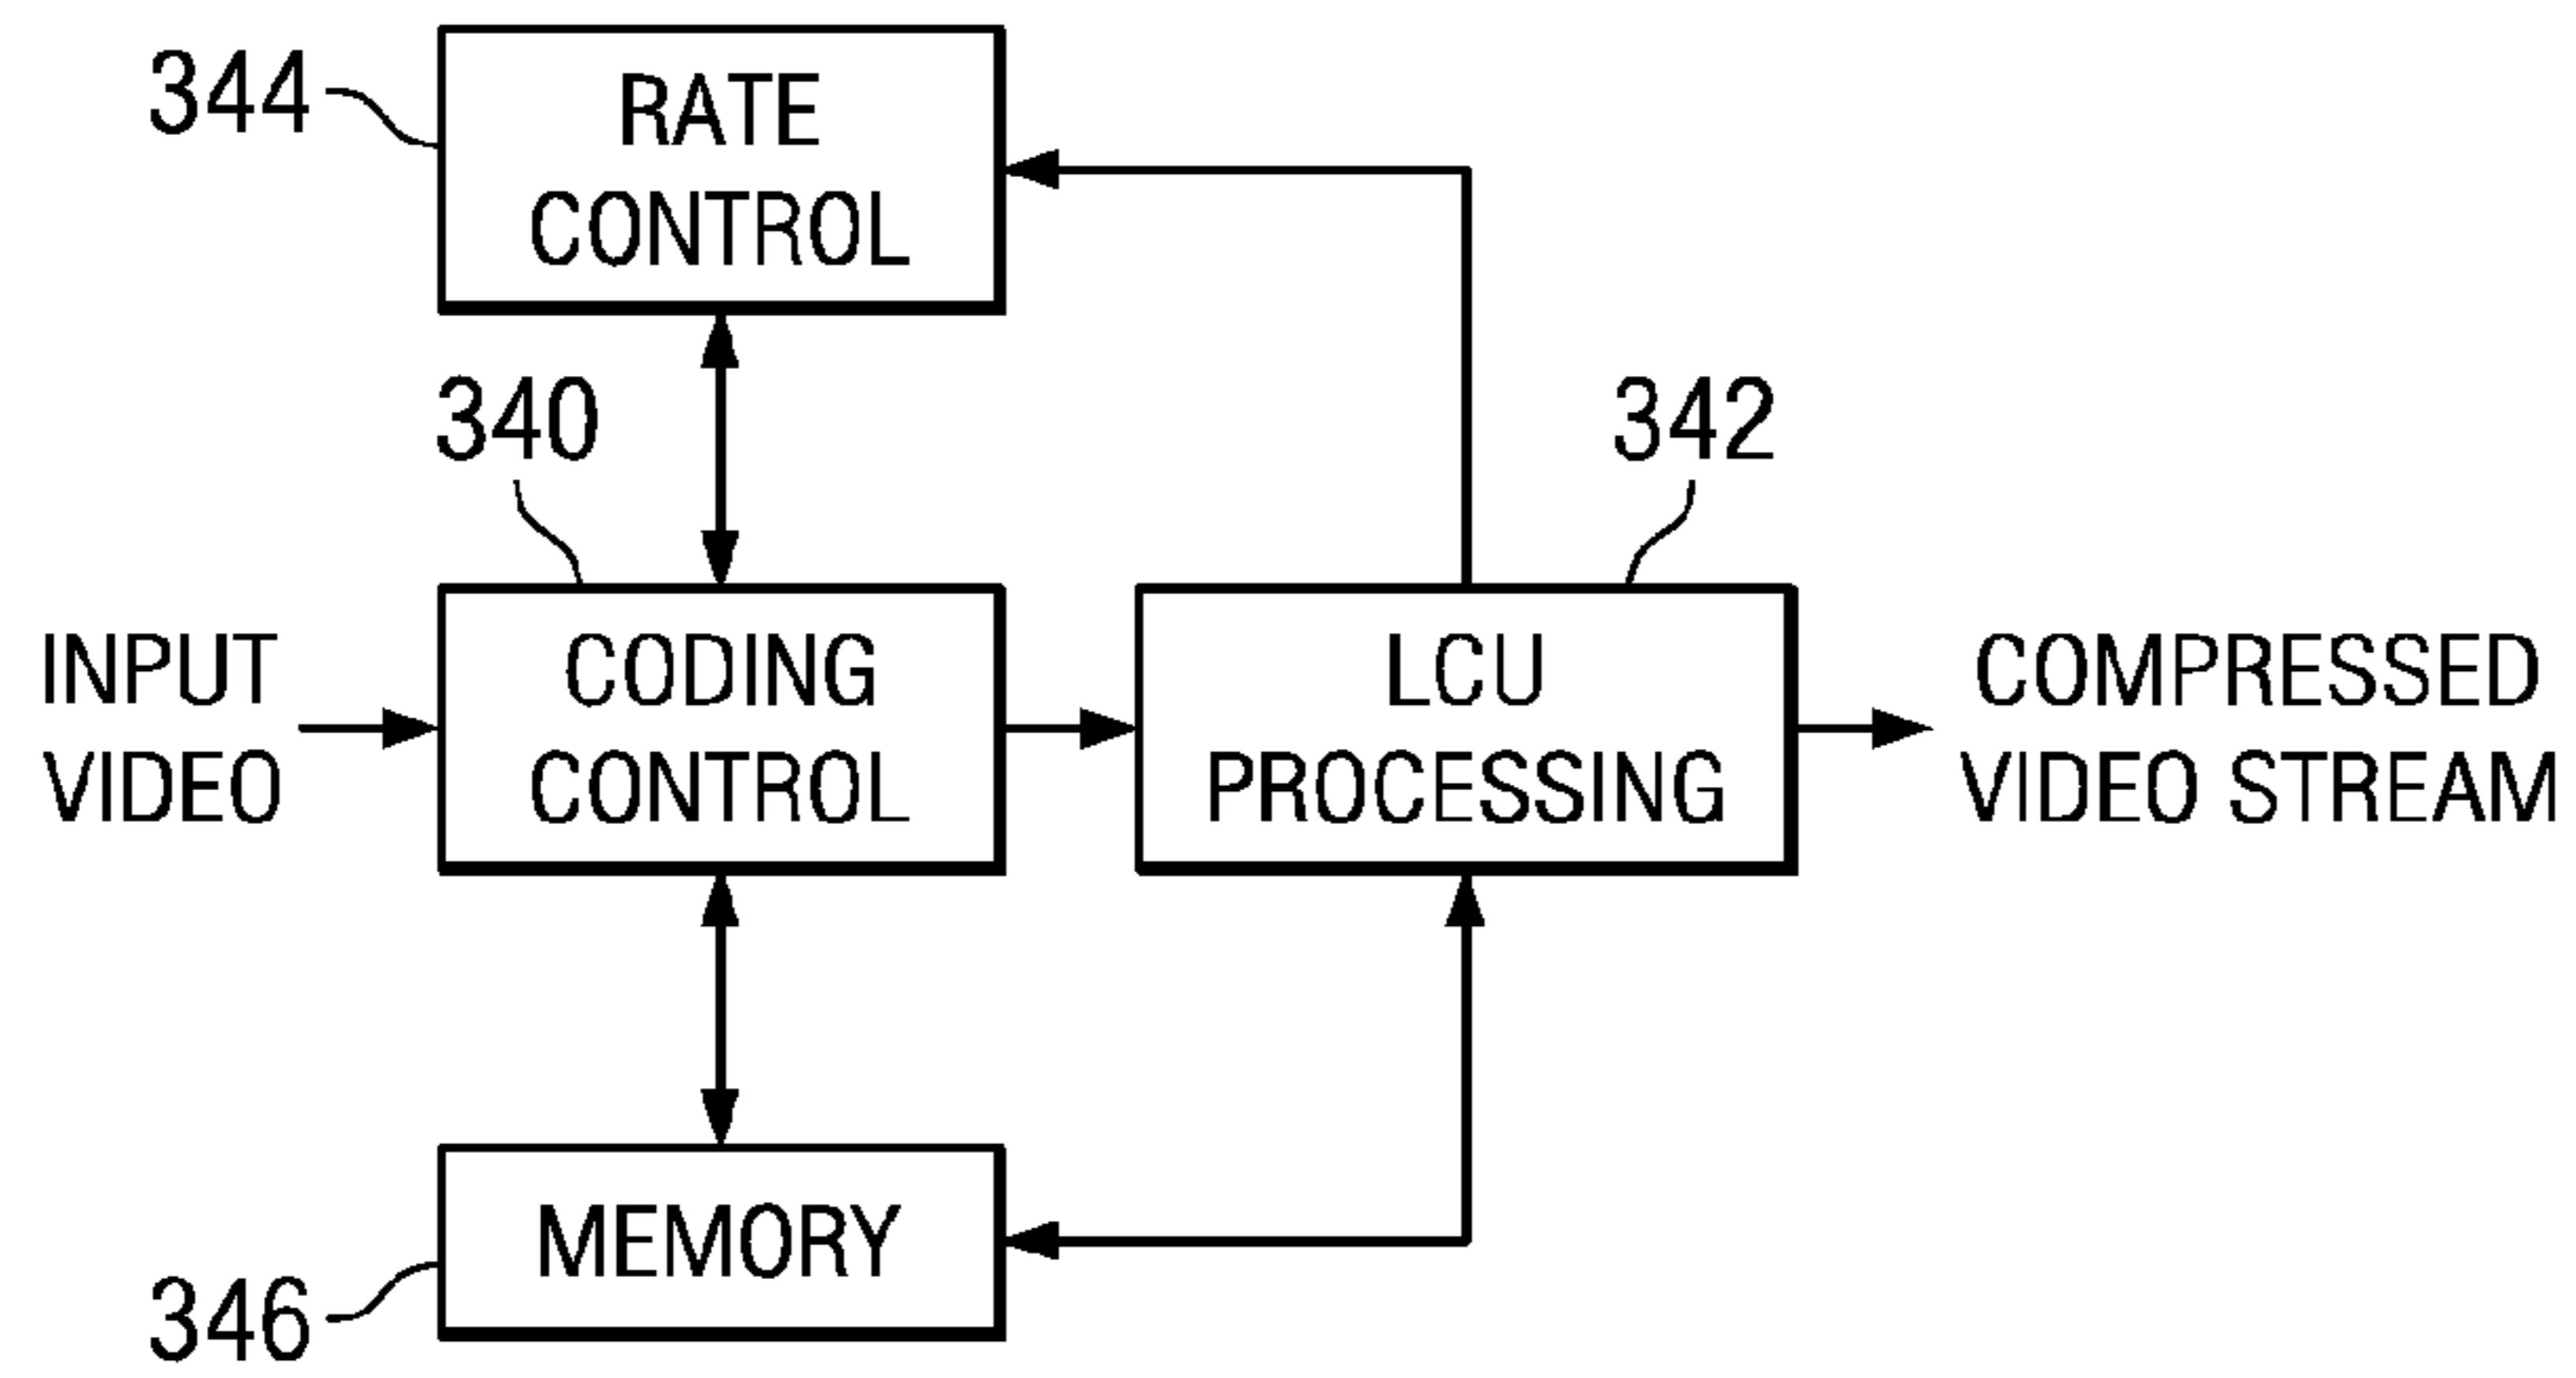 344
RATE
CONTROL
340
342
INPUT
VIDEO
CODING
CONTROL
LCU
PROCESSING
COMPRESSED
VIDEO STREAM
MEMORY
346